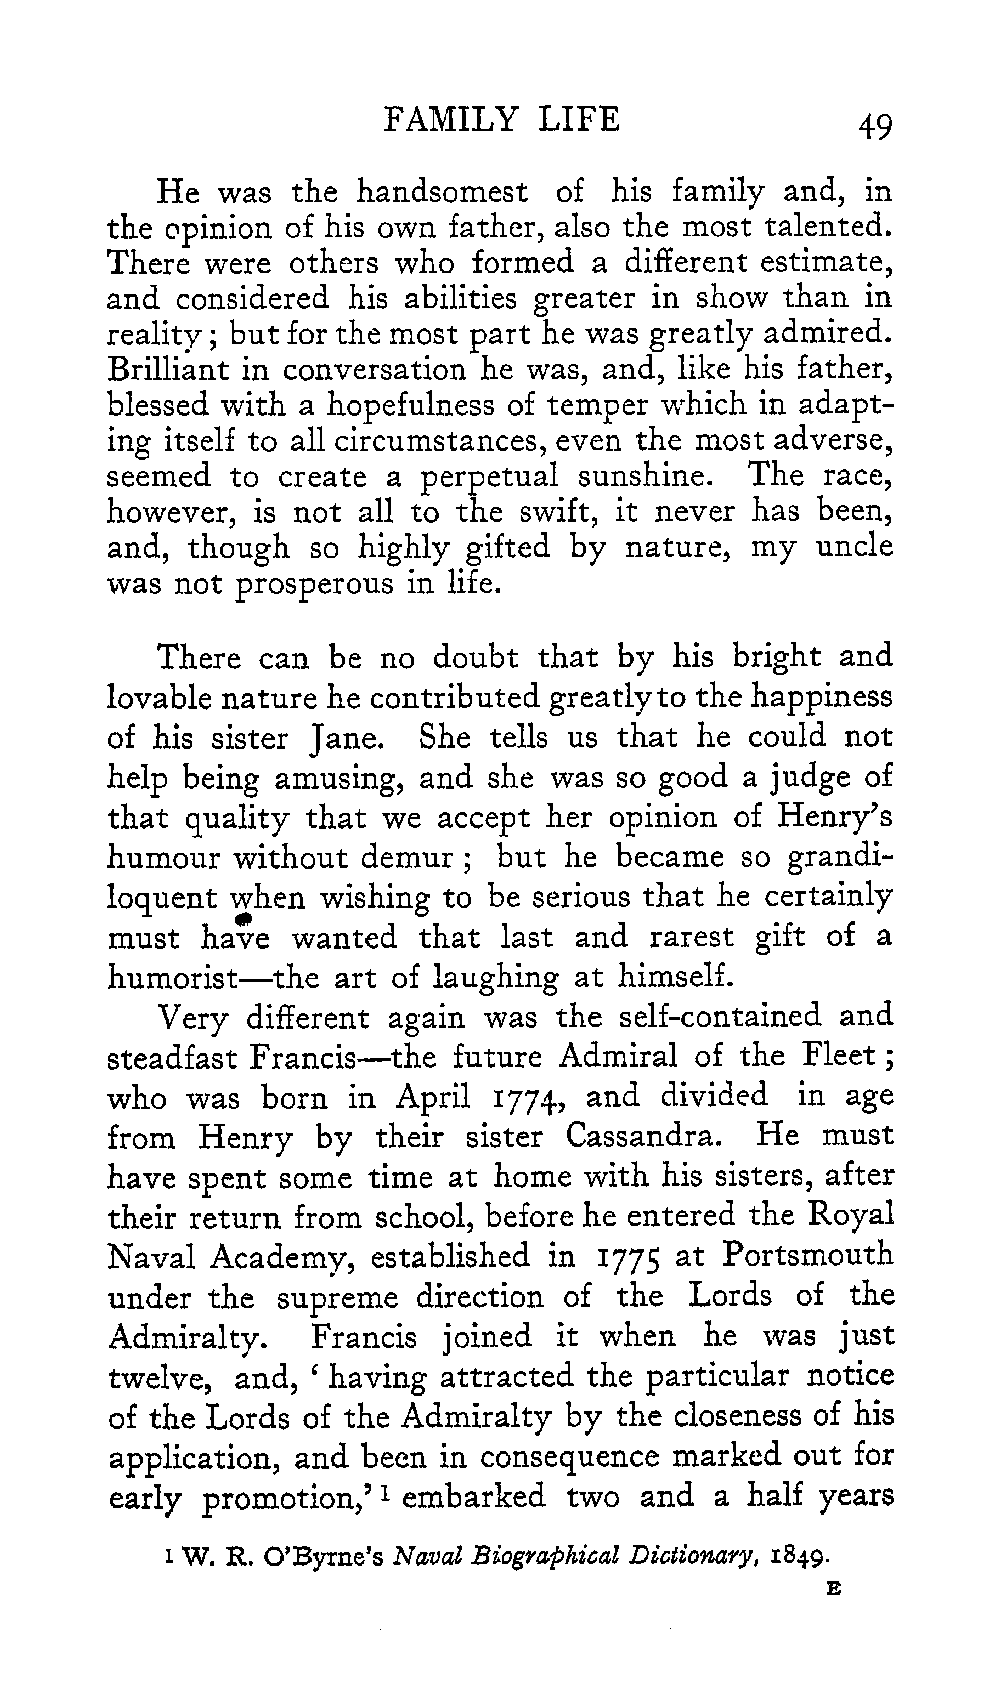 FAMILY LIFE 49
He was the handsomest of his family and, in
the opinion of his own father, also the most talented.
There were others who formed a different estimate,
and considered his abilities greater in show than in
reality ; but for the most part he was greatly admired.
Brilliant in conversation he was, and, like his father,
blessed with a hopefulness of temper which in adapt-
ing itself to all circumstances, even the most adverse,
seemed to create a perpetual sunshine. The race,
however, is not all to the swift, it never has been,
and, though so highly gifted by nature, my uncle
was not prosperous in life.
There can be no doubt that by his bright and
lovable nature he contributed greatly to the happiness
of his sister Jane. She tells us that he could not
help being amusing, and she was so good a judge of
that quality that we accept her opinion of Henry's
humour without demur ; but he became so grandi-
loquent when wishing to be serious that he certainly
must have wanted that last and rarest gift of a
humorist—the art of laughing at himself.
Very different again was the self-contained and
steadfast Francis—the future Admiral of the Fleet ;
who was born in April 1774, and divided in age
from Henry by their sister Cassandra. He must
have spent some time at home with his sisters, after
their return from school, before he entered the Royal
Naval Academy, established in 1775 at Portsmouth
under the supreme direction of the Lords of the
Admiralty. Francis joined it when he was just
twelve, and, ‘ having attracted the particular notice
of the Lords of the Admiralty by the closeness of his
application, and been in consequence marked out for
early promotion,’ 1 embarked two and a half years
1 W. R. O'Byrne's Naval Biographical Dictionary, 1849.
E